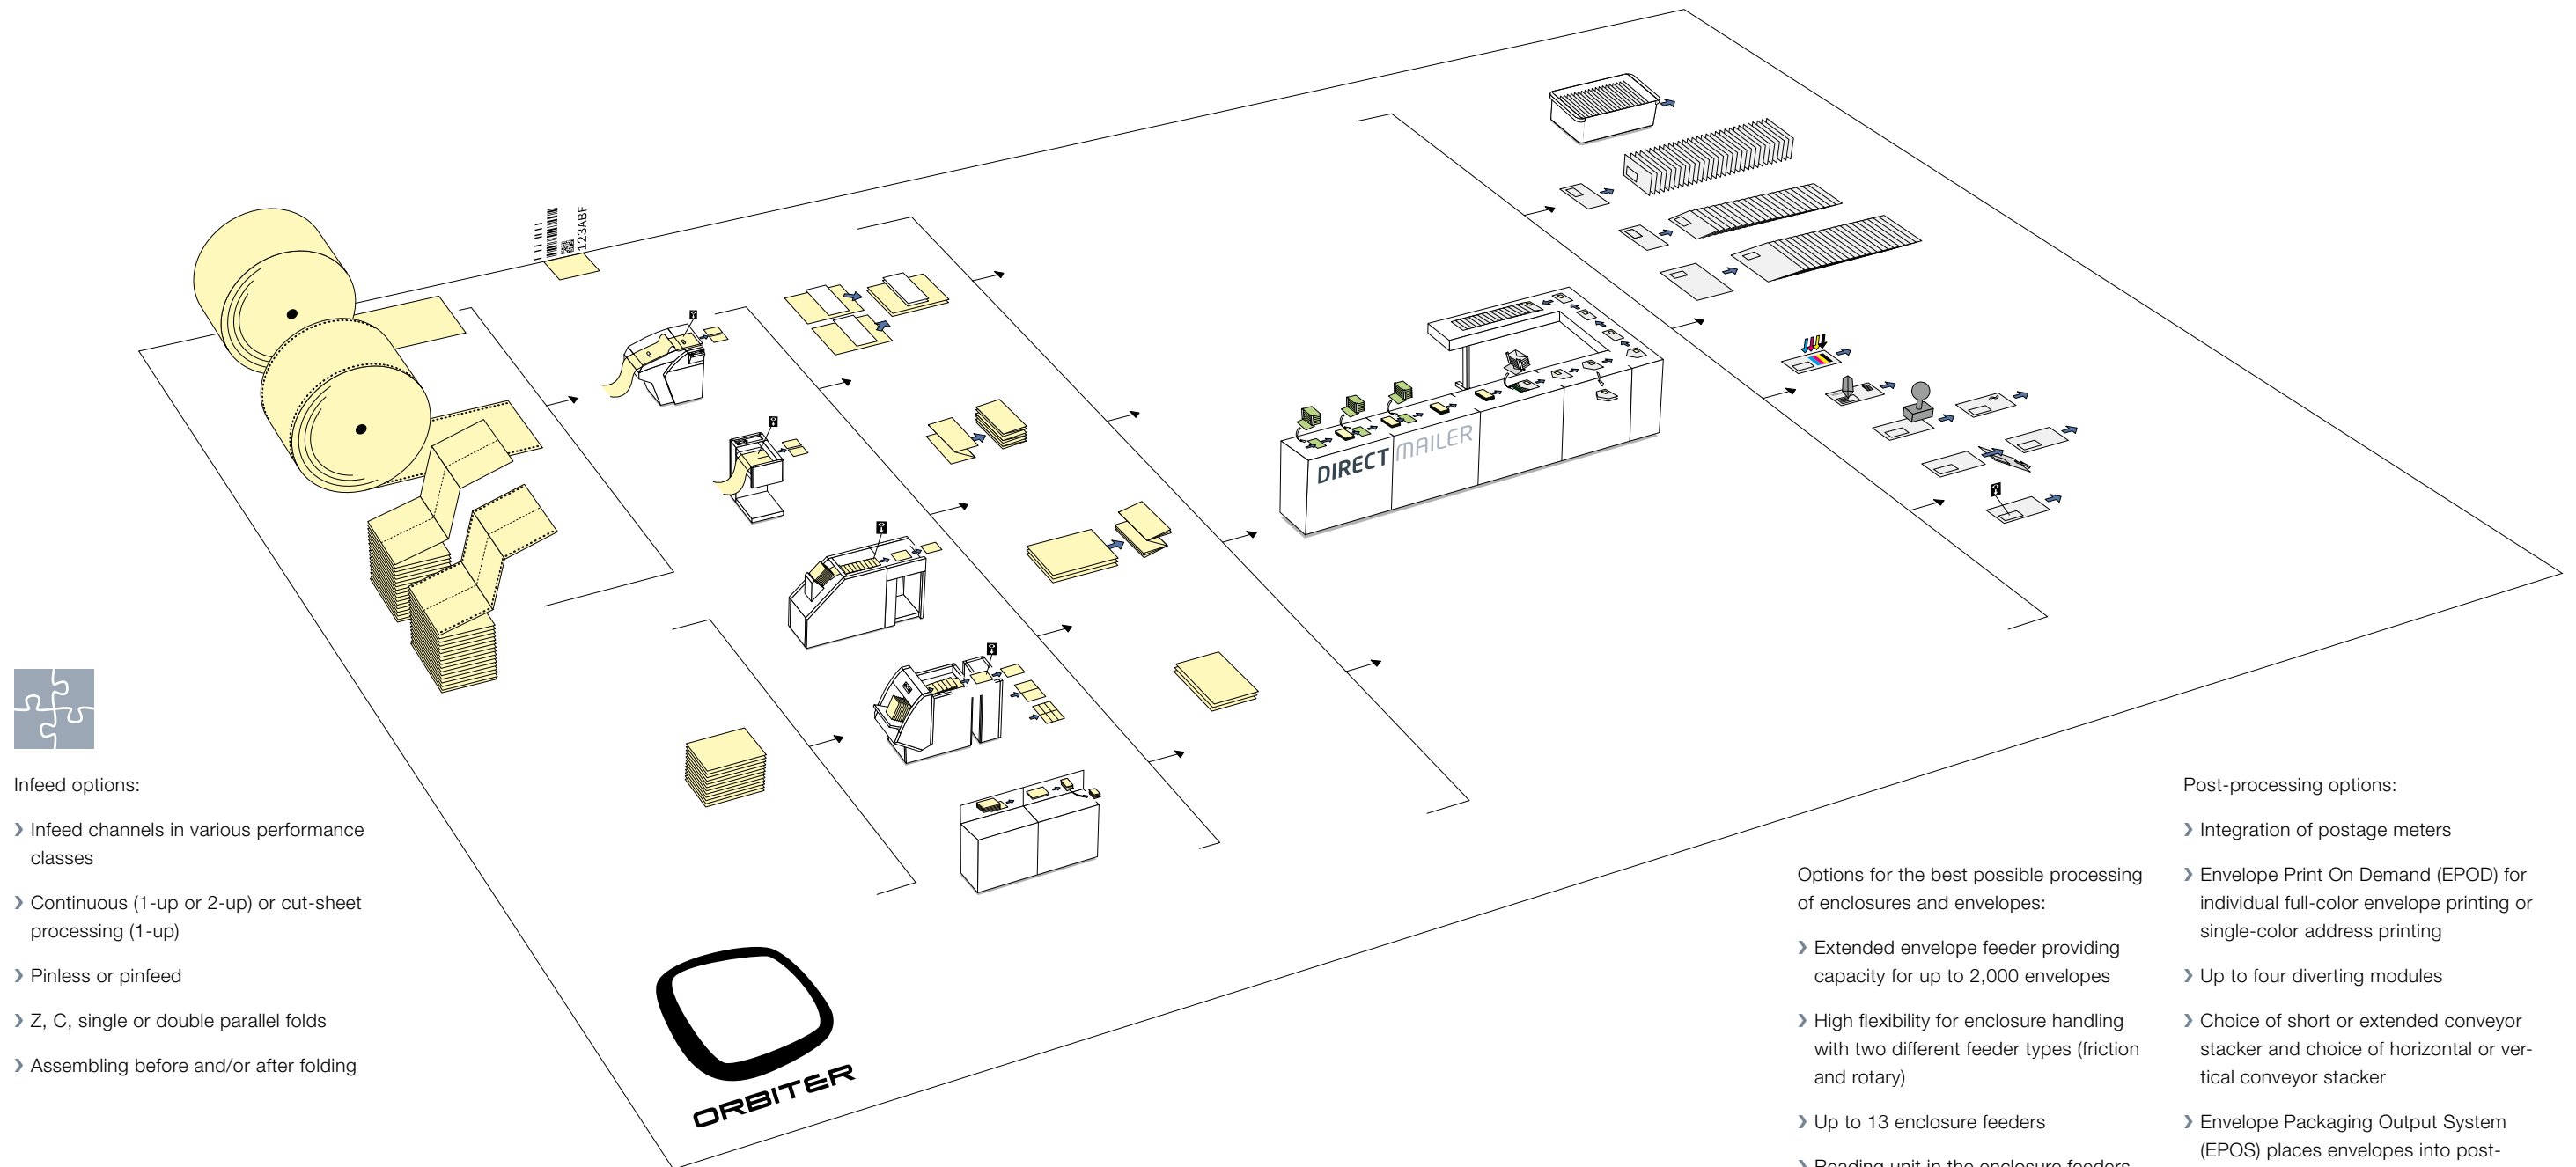 123ABF
DIRECT MAILER
Infeed options:
❯ Infeed channels in various performance
classes
❯ Continuous (1-up or 2-up) or cut-sheet
processing (1-up)
❯ Pinless or pinfeed
❯ Z, C, single or double parallel folds
❯ Assembling before and/or after folding
ORBITER
Options for the best possible processing
of enclosures and envelopes:
❯ Extended envelope feeder providing
capacity for up to 2,000 envelopes
❯ High flexibility for enclosure handling
with two different feeder types (friction
and rotary)
❯ Up to 13 enclosure feeders
❯ Reading unit in the enclosure feeders
Post-processing options:
❯ Integration of postage meters
❯ Envelope Print On Demand (EPOD) for
individual full-color envelope printing or
single-color address printing
❯ Up to four diverting modules
❯ Choice of short or extended conveyor
stacker and choice of horizontal or ver-
tical conveyor stacker
❯ Envelope Packaging Output System
(EPOS) places envelopes into post-